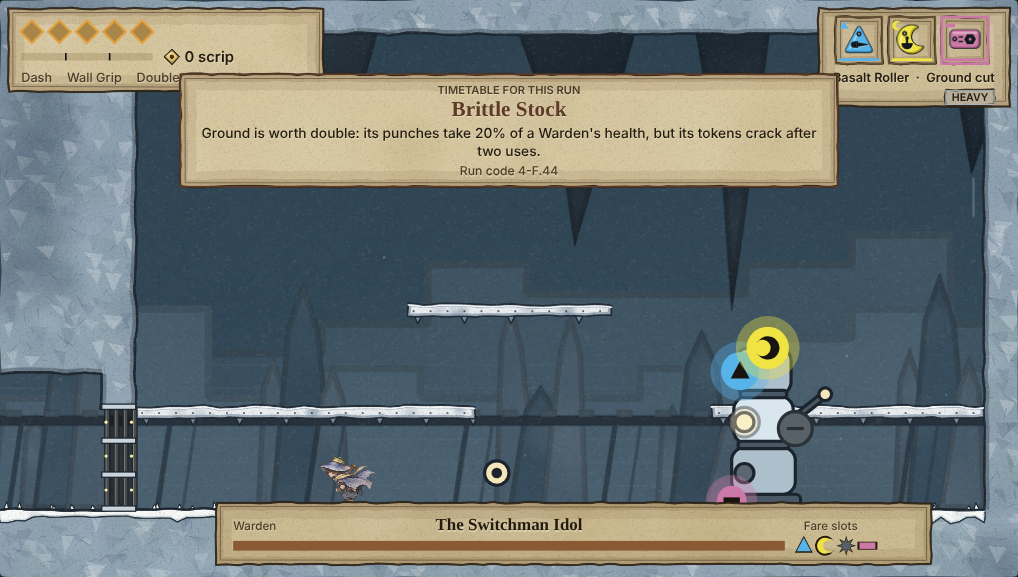 0 scrip
Dash Wall Grip Double
Basalt Roller · Ground cut
HEAVY
TIMETABLE FOR THIS RUN
Brittle Stock
Ground is worth double: its punches take 20% of a Warden's health, but its tokens crack after
two uses.
Run code 4-F.44
Warden
The Switchman Idol
Fare slots